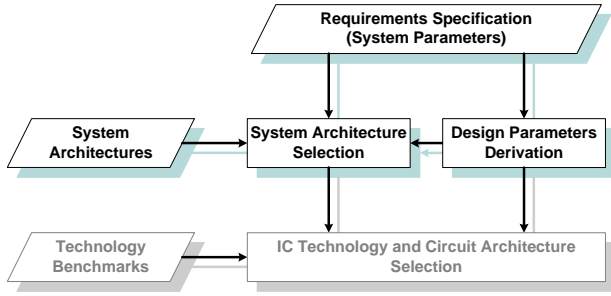 Requirements Specification
(System Parameters)
System
Architectures
System Architecture
Selection
Design Parameters
Derivation
Technology
Benchmarks
IC Technology and Circuit Architecture
Selection